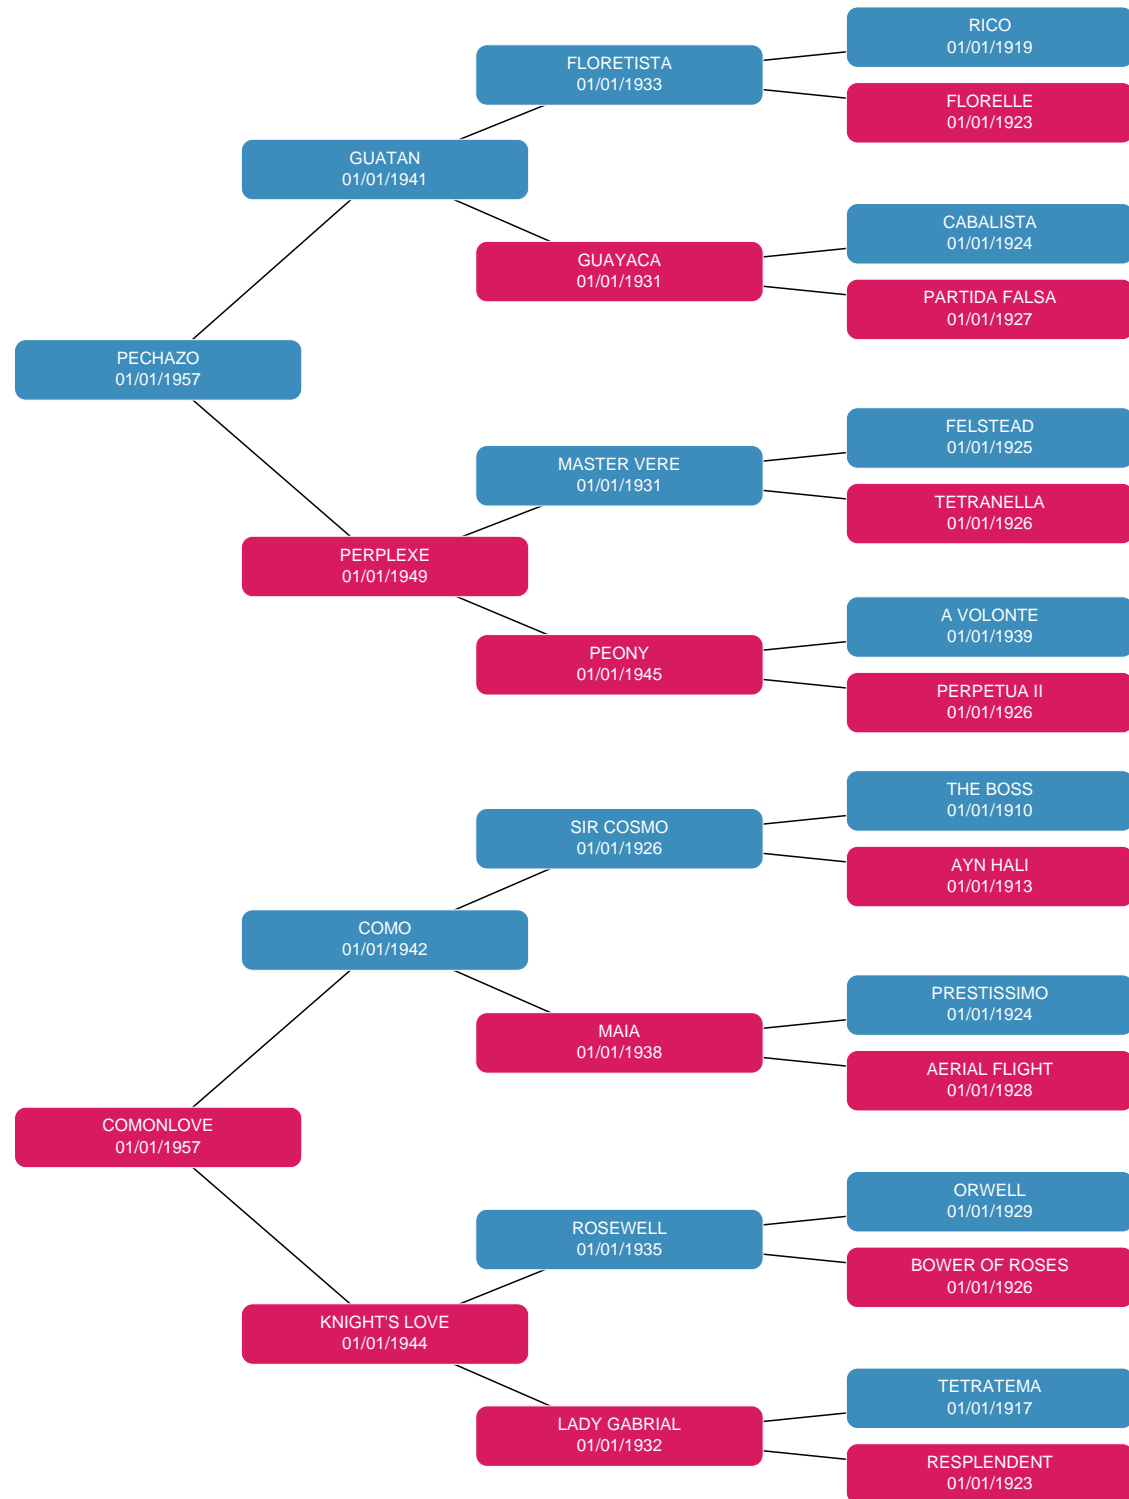 RICO
01/01/1919
FLORETISTA
01/01/1933
FLORELLE
01/01/1923
GUATAN
01/01/1941
CABALISTA
01/01/1924
GUAYACA
01/01/1931
PARTIDA FALSA
01/01/1927
PECHAZO
01/01/1957
FELSTEAD
01/01/1925
MASTER VERE
01/01/1931
TETRANELLA
01/01/1926
PERPLEXE
01/01/1949
A VOLONTE
01/01/1939
PEONY
01/01/1945
PERPETUA II
01/01/1926
THE BOSS
01/01/1910
SIR COSMO
01/01/1926
AYN HALI
01/01/1913
COMO
01/01/1942
PRESTISSIMO
01/01/1924
MAIA
01/01/1938
AERIAL FLIGHT
01/01/1928
COMONLOVE
01/01/1957
ORWELL
01/01/1929
ROSEWELL
01/01/1935
BOWER OF ROSES
01/01/1926
KNIGHT'S LOVE
01/01/1944
TETRATEMA
01/01/1917
LADY GABRIAL
01/01/1932
RESPLENDENT
01/01/1923